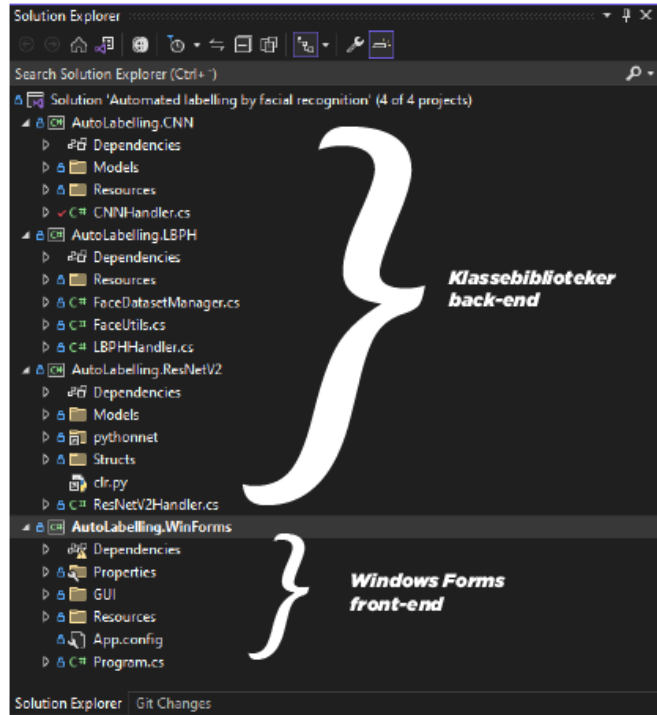 Solution Explorer
Search Solution Explorer (Ctrl+¨)
Solution 'Automated labelling by facial recognition' (4 of 4 projects)
C# AutoLabelling.CNN
Dependencies
Models
Resources
C# CNNHandler.cs
C# AutoLabelling.LBPH
Dependencies
Resources
C# FaceDatasetManager.cs
Klassebiblioteker
back-end
C# FaceUtils.cs
C# LBPHHandler.cs
C# AutoLabelling.ResNetV2
Dependencies
Models
pythonnet
Structs
clr.py
C# ResNetV2Handler.cs
C# AutoLabelling.WinForms
Dependencies
Properties
GUI
Resources
App.config
C# Program.cs
Windows Forms
front-end
Solution Explorer Git Changes